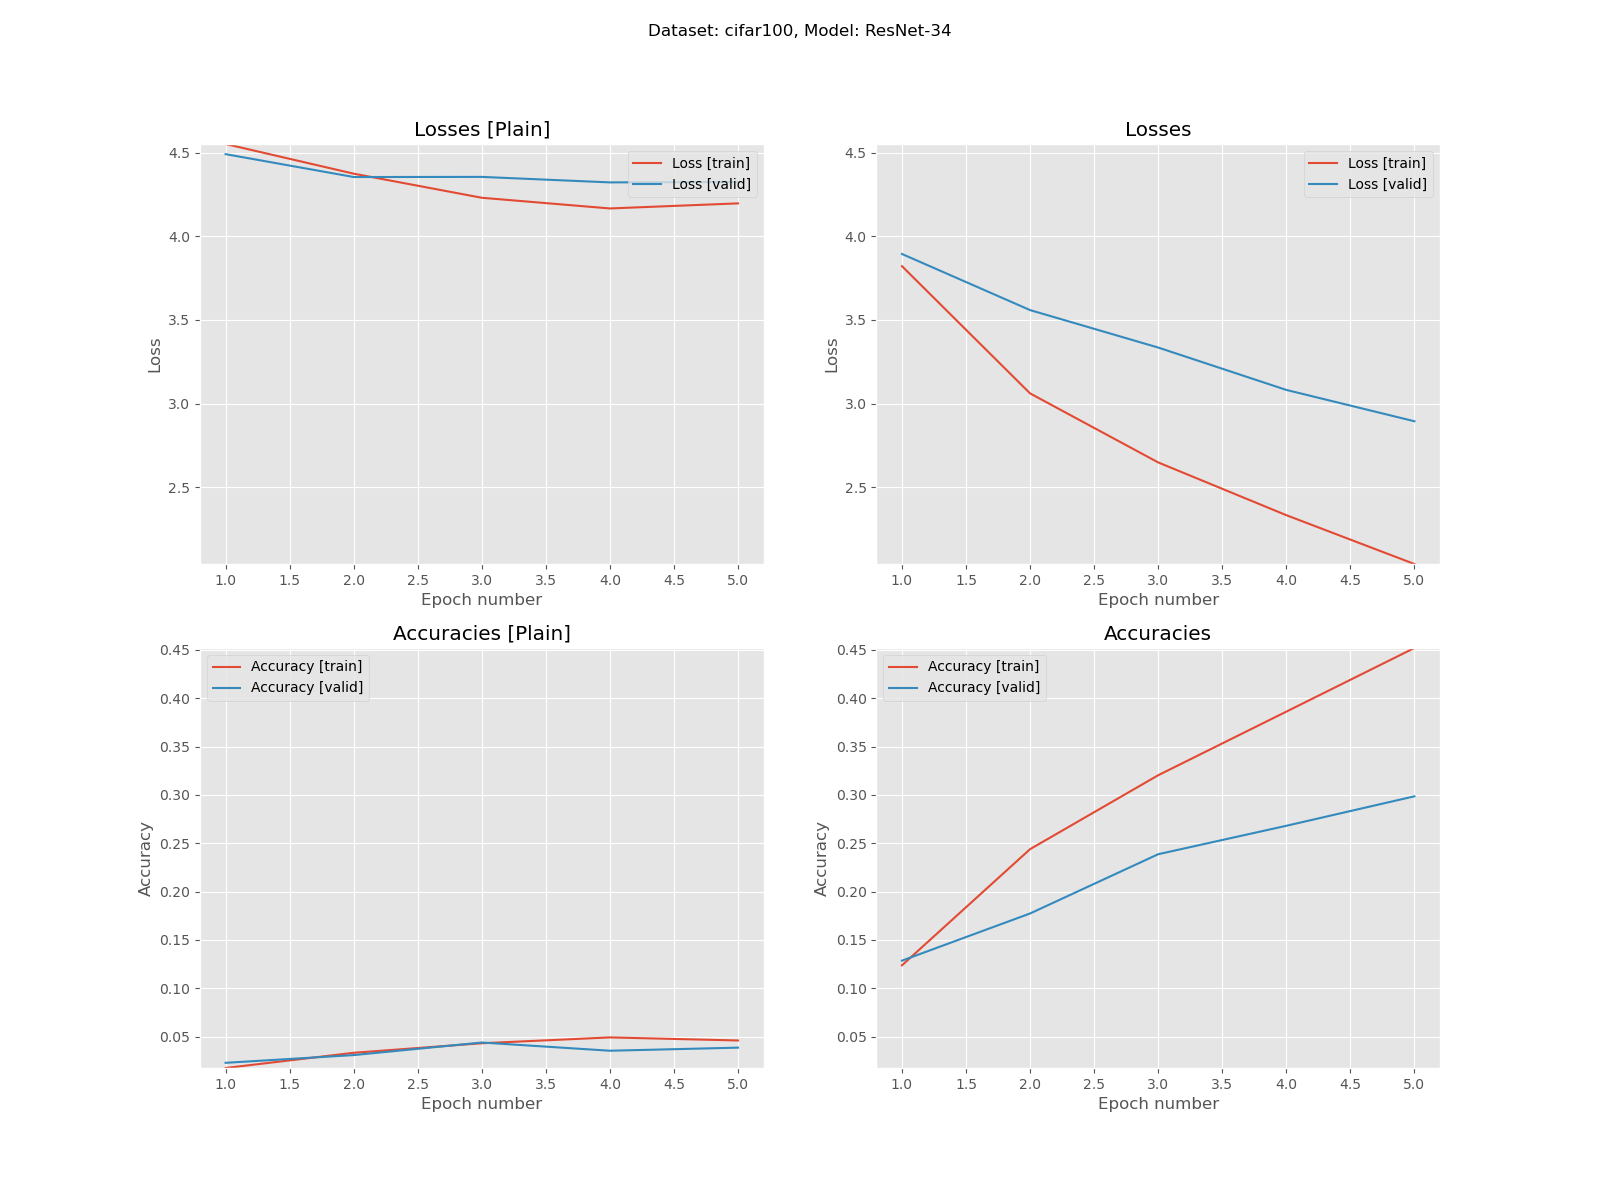 Dataset: cifar100, Model: ResNet-34
Losses [Plain]
4.5
4.0
3.5
3.0
2.5
Loss
Loss [train]
Loss [valid]
1.0 1.5 2.0 2.5 3.0 3.5 4.0 4.5 5.0
Epoch number
Losses
4.5
4.0
3.5
3.0
2.5
Loss
Loss [train]
Loss [valid]
1.0 1.5 2.0 2.5 3.0 3.5 4.0 4.5 5.0
Epoch number
Accuracies [Plain]
0.45
0.40
0.35
0.30
0.25
0.20
0.15
0.10
0.05
Accuracy
Accuracy [train]
Accuracy [valid]
1.0 1.5 2.0 2.5 3.0 3.5 4.0 4.5 5.0
Epoch number
Accuracies
0.45
0.40
0.35
0.30
0.25
0.20
0.15
0.10
0.05
Accuracy
Accuracy [train]
Accuracy [valid]
1.0 1.5 2.0 2.5 3.0 3.5 4.0 4.5 5.0
Epoch number